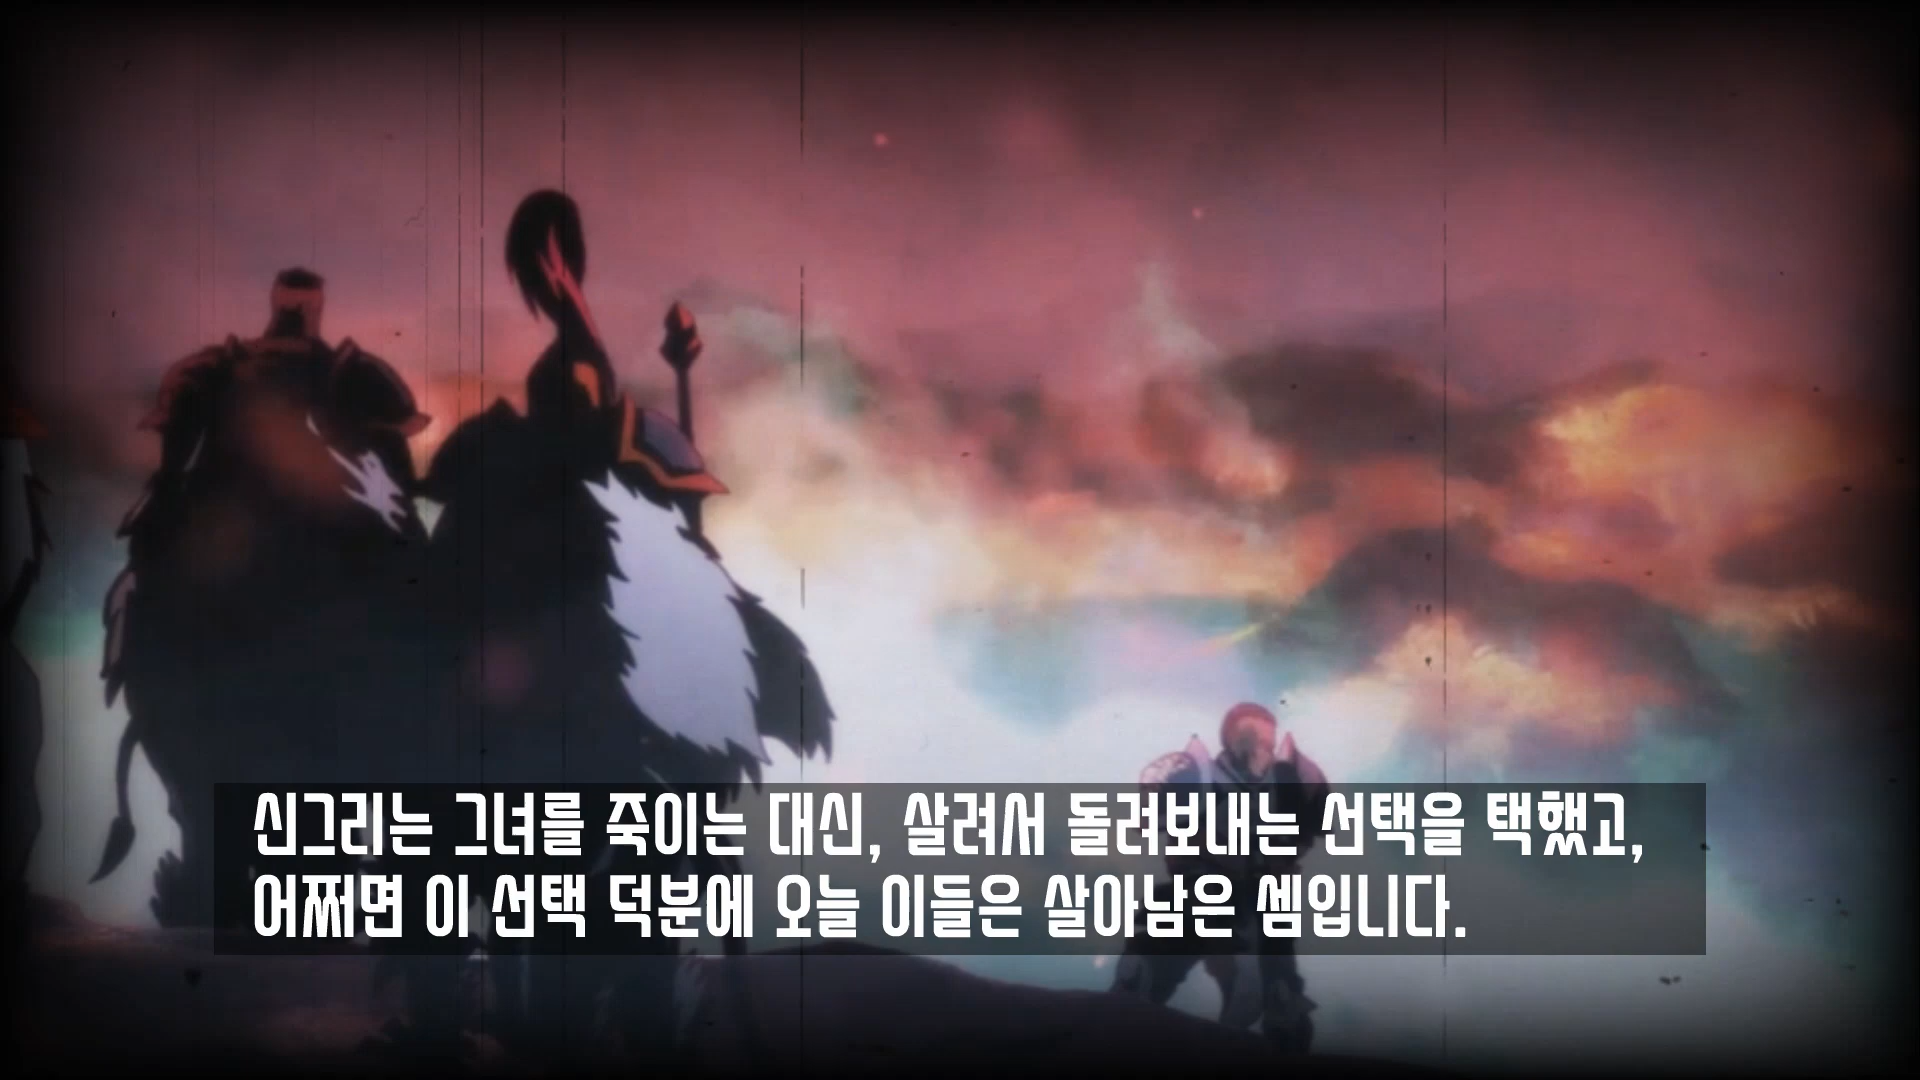 신그리는 그녀를 죽이는 대신, 살려서 돌려보내는 선택을 택했고,
어쩌면 이 선택 덕분에 오늘 이들은 살아남은 셈입니다.